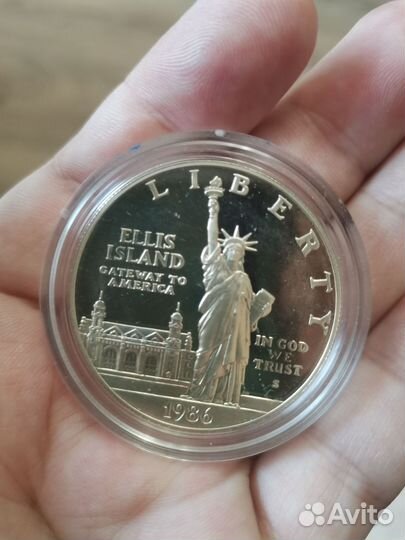 LIBERTY
ELLIS
ISLAND
GATEWAY TO
AMERICA
IN GOD
WE
TRUST
S
1986
Avito